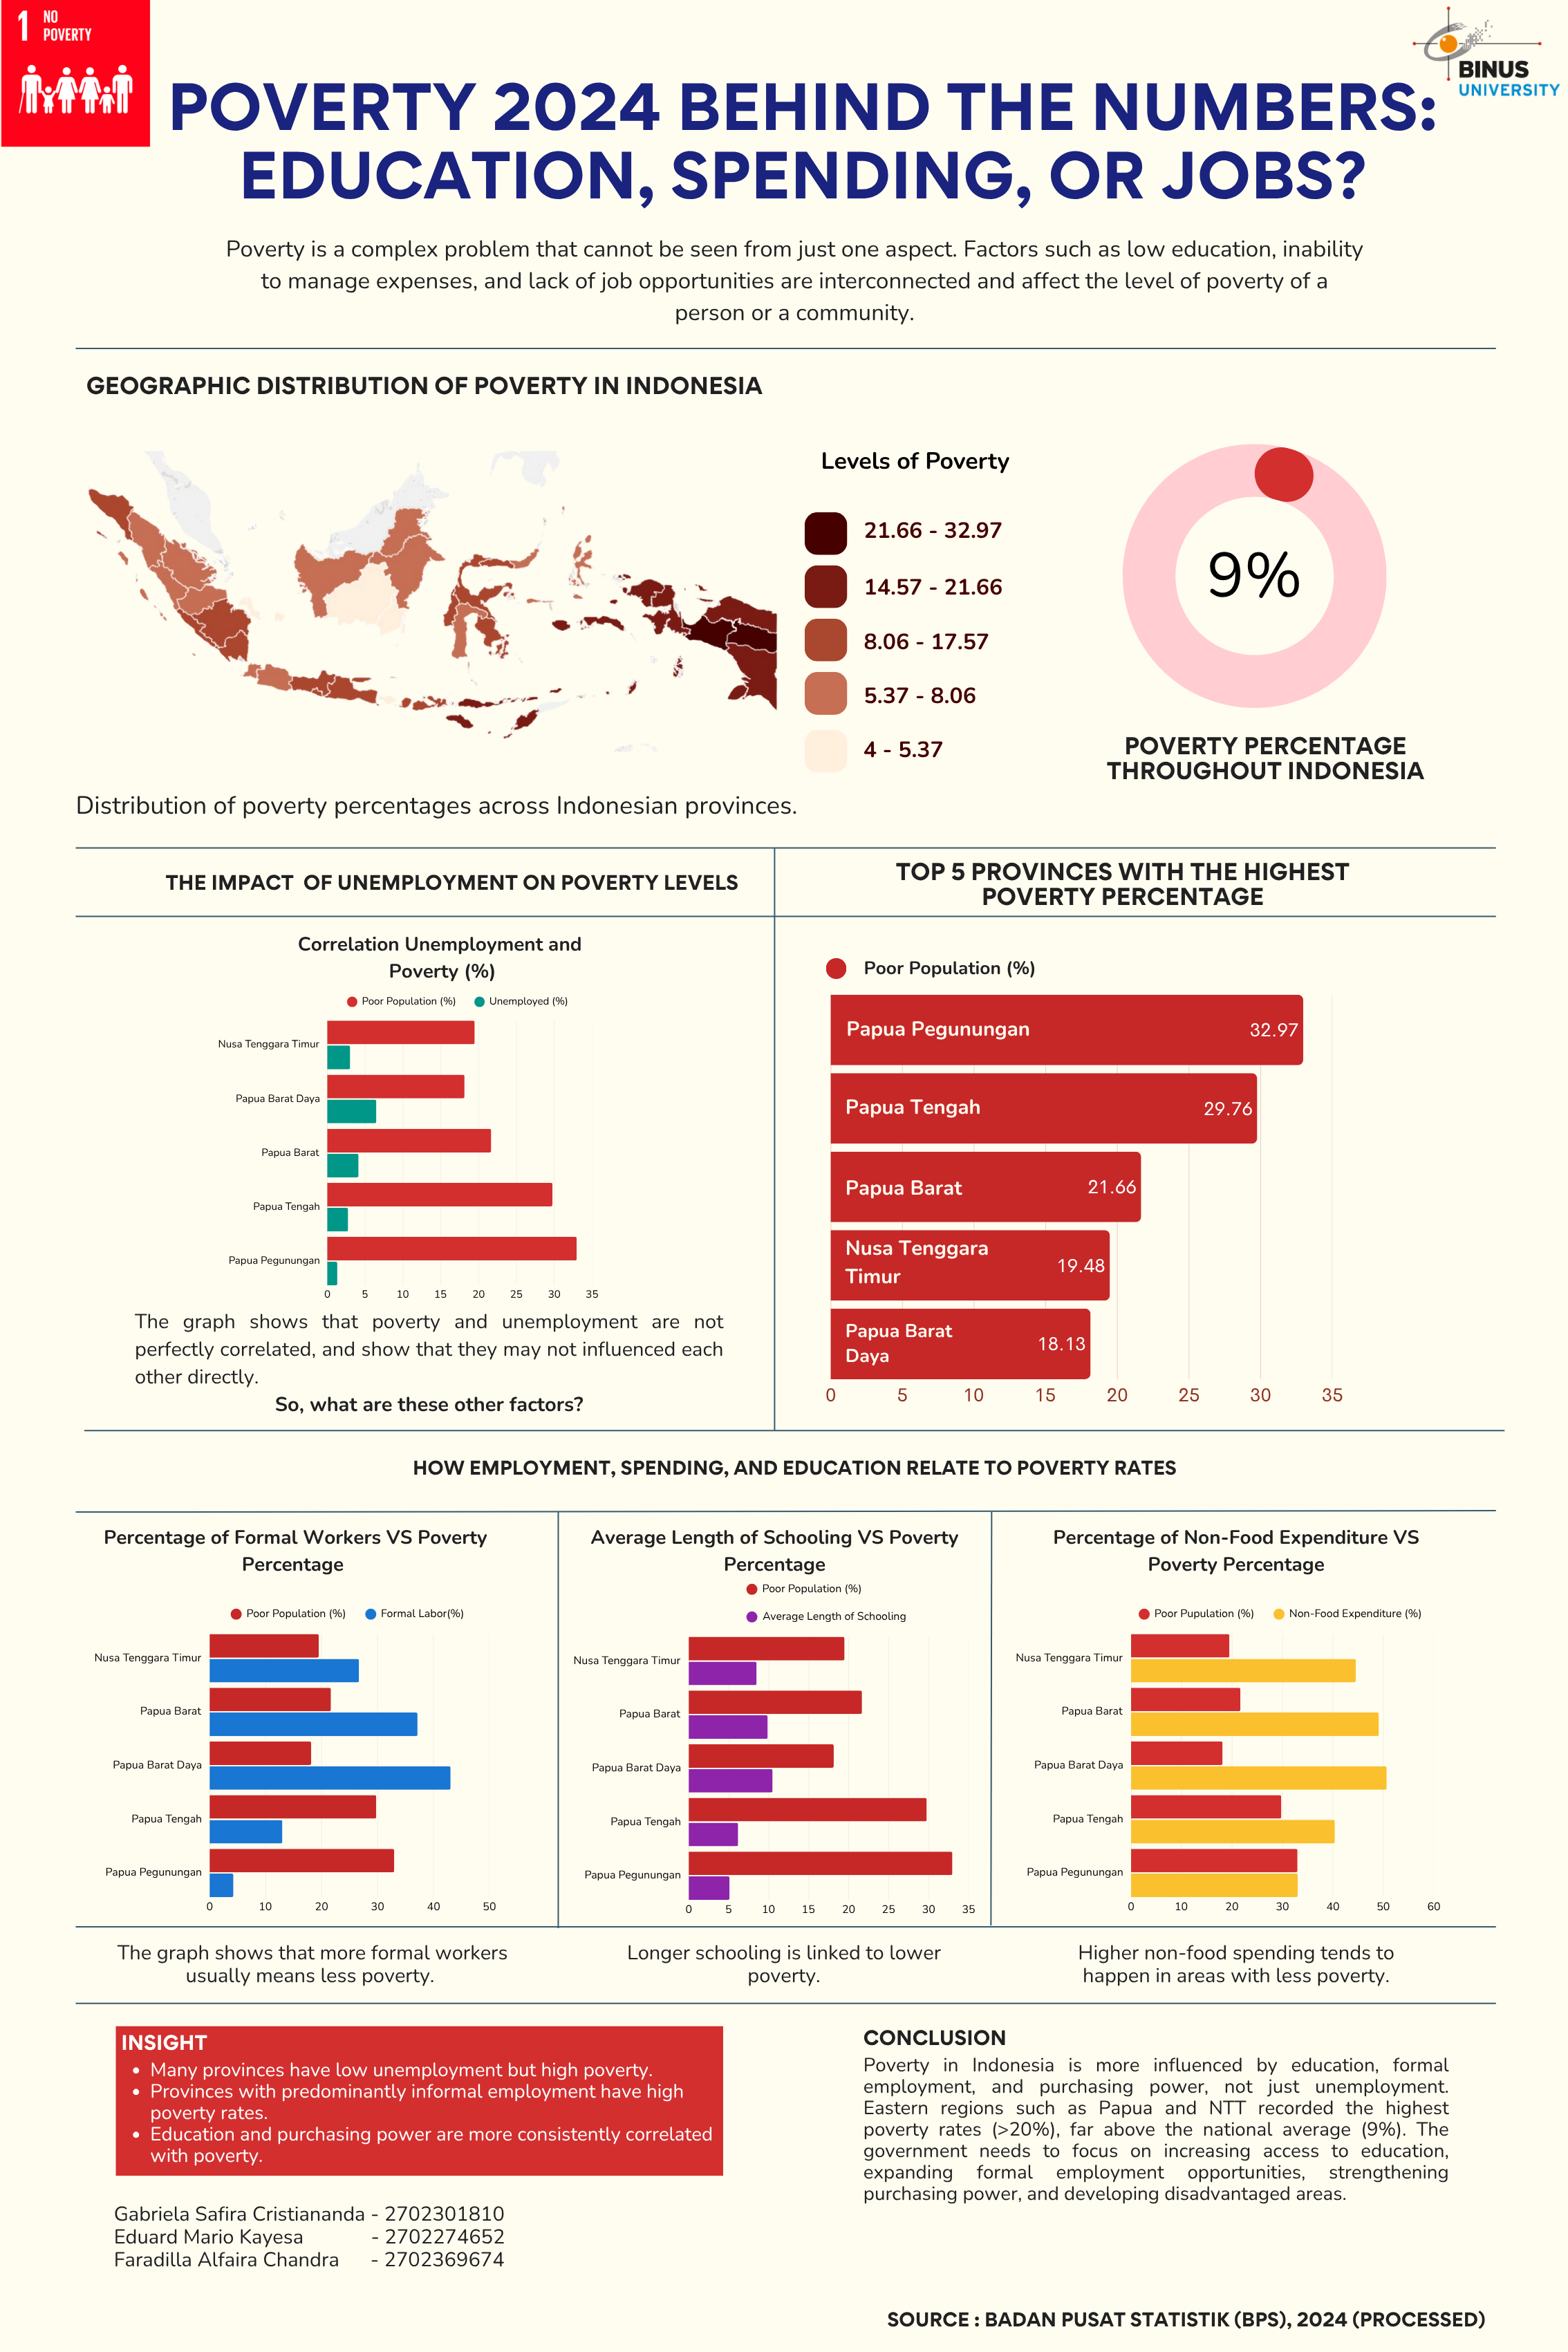 1 NO
POVERTY
BINUS
UNIVERSITY
POVERTY 2024 BEHIND THE NUMBERS:
EDUCATION, SPENDING, OR JOBS?
Poverty is a complex problem that cannot be seen from just one aspect. Factors such as low education, inability
to manage expenses, and lack of job opportunities are interconnected and affect the level of poverty of a
person or a community.
GEOGRAPHIC DISTRIBUTION OF POVERTY IN INDONESIA
Levels of Poverty
21.66 - 32.97
14.57 - 21.66
8.06 - 17.57
5.37 - 8.06
4 - 5.37
9%
POVERTY PERCENTAGE
THROUGHOUT INDONESIA
Distribution of poverty percentages across Indonesian provinces.
THE IMPACT OF UNEMPLOYMENT ON POVERTY LEVELS
Correlation Unemployment and
Poverty (%)
Poor Population (%) Unemployed (%)
Nusa Tenggara Timur
Papua Barat Daya
Papua Barat
Papua Tengah
Papua Pegunungan
0 5 10 15 20 25 30 35
The graph shows that poverty and unemployment are not
perfectly correlated, and show that they may not influenced each
other directly.
So, what are these other factors?
TOP 5 PROVINCES WITH THE HIGHEST
POVERTY PERCENTAGE
Poor Population (%)
Papua Pegunungan 32.97
Papua Tengah 29.76
Papua Barat 21.66
Nusa Tenggara
Timur 19.48
Papua Barat
Daya 18.13
0 5 10 15 20 25 30 35
HOW EMPLOYMENT, SPENDING, AND EDUCATION RELATE TO POVERTY RATES
Percentage of Formal Workers VS Poverty
Percentage
Poor Population (%) Formal Labor(%)
Nusa Tenggara Timur
Papua Barat
Papua Barat Daya
Papua Tengah
Papua Pegunungan
0 10 20 30 40 50
The graph shows that more formal workers
usually means less poverty.
Average Length of Schooling VS Poverty
Percentage
Poor Population (%)
Average Length of Schooling
Nusa Tenggara Timur
Papua Barat
Papua Barat Daya
Papua Tengah
Papua Pegunungan
0 5 10 15 20 25 30 35
Longer schooling is linked to lower
poverty.
Percentage of Non-Food Expenditure VS
Poverty Percentage
Poor Pupulation (%) Non-Food Expenditure (%)
Nusa Tenggara Timur
Papua Barat
Papua Barat Daya
Papua Tengah
Papua Pegunungan
0 10 20 30 40 50 60
Higher non-food spending tends to
happen in areas with less poverty.
INSIGHT
• Many provinces have low unemployment but high poverty.
• Provinces with predominantly informal employment have high
poverty rates.
• Education and purchasing power are more consistently correlated
with poverty.
Gabriela Safira Cristiananda - 2702301810
Eduard Mario Kayesa - 2702274652
Faradilla Alfaira Chandra - 2702369674
CONCLUSION
Poverty in Indonesia is more influenced by education, formal
employment, and purchasing power, not just unemployment.
Eastern regions such as Papua and NTT recorded the highest
poverty rates (>20%), far above the national average (9%). The
government needs to focus on increasing access to education,
expanding formal employment opportunities, strengthening
purchasing power, and developing disadvantaged areas.
SOURCE : BADAN PUSAT STATISTIK (BPS), 2024 (PROCESSED)